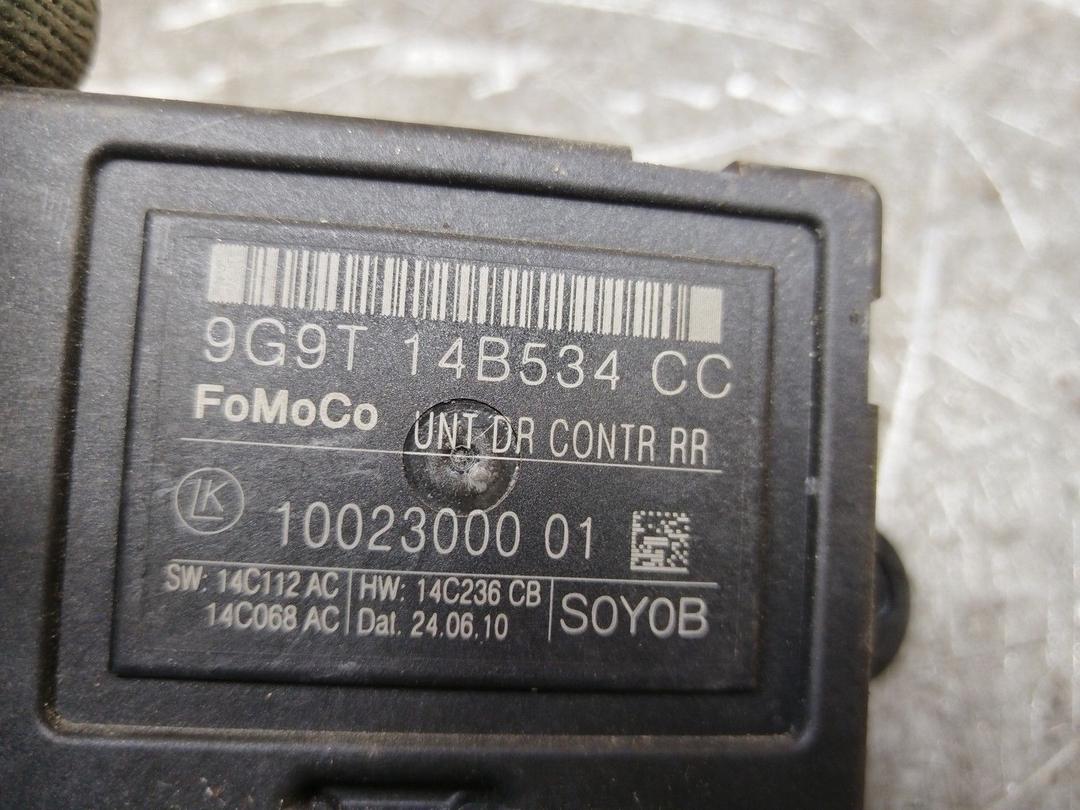 9G9T 14B534 CC
FoMoCo UNT DR CONTR RR
LK 10023000 01
SW: 14C112 AC HW: 14C236 CB
14C068 AC Dat. 24.06.10 S0Y0B